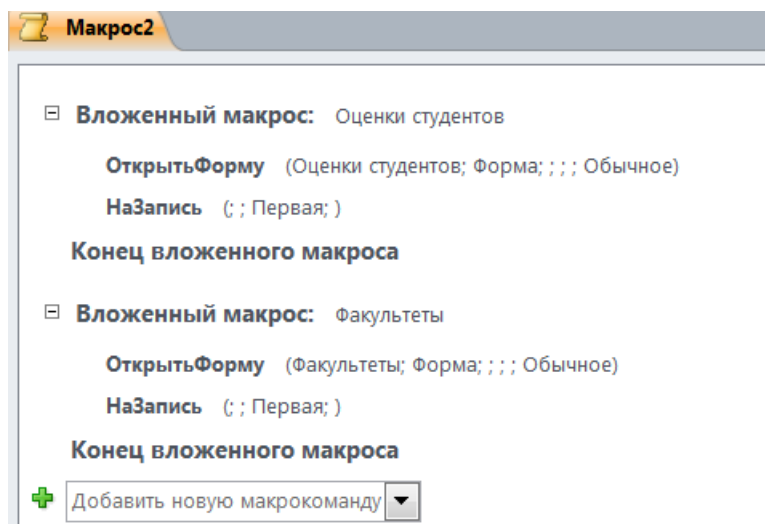 Макрос2
Вложенный макрос: Оценки студентов
ОткрытьФорму (Оценки студентов; Форма; ; ; ; Обычное)
НаЗапись (; ; Первая; )
Конец вложенного макроса
Вложенный макрос: Факультеты
ОткрытьФорму (Факультеты; Форма; ; ; ; Обычное)
НаЗапись (; ; Первая; )
Конец вложенного макроса
Добавить новую макрокоманду